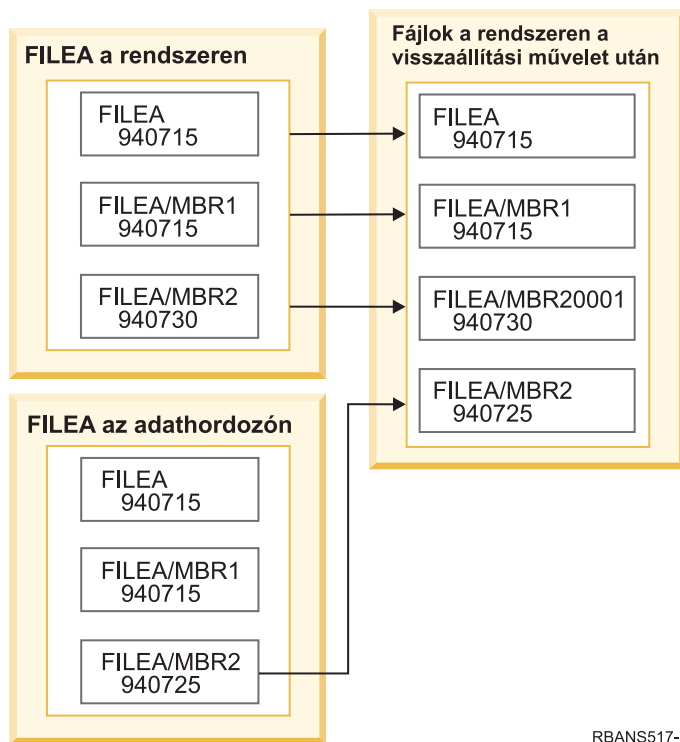 FILEA a rendszeren
FILEA
940715
FILEA/MBR1
940715
FILEA/MBR2
940730
FILEA az adathordozón
FILEA
940715
FILEA/MBR1
940715
FILEA/MBR2
940725
Fájlok a rendszeren a
visszaállítási művelet után
FILEA
940715
FILEA/MBR1
940715
FILEA/MBR20001
940730
FILEA/MBR2
940725
RBANS517-